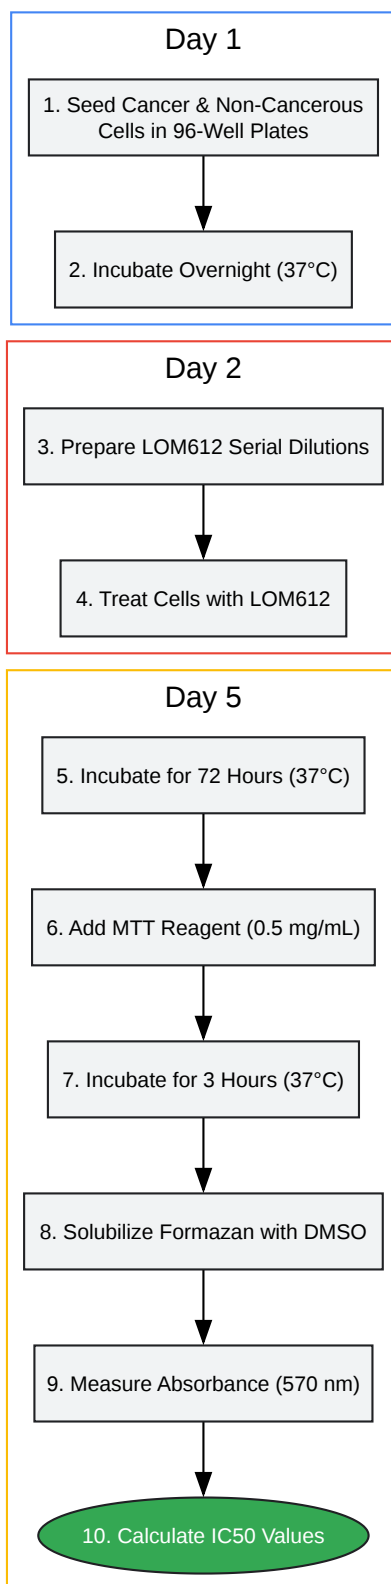 Day 1
1. Seed Cancer & Non-Cancerous
Cells in 96-Well Plates
2. Incubate Overnight (37°C)
Day 2
3. Prepare LOM612 Serial Dilutions
4. Treat Cells with LOM612
Day 5
5. Incubate for 72 Hours (37°C)
6. Add MTT Reagent (0.5 mg/mL)
7. Incubate for 3 Hours (37°C)
8. Solubilize Formazan with DMSO
9. Measure Absorbance (570 nm)
10. Calculate IC50 Values